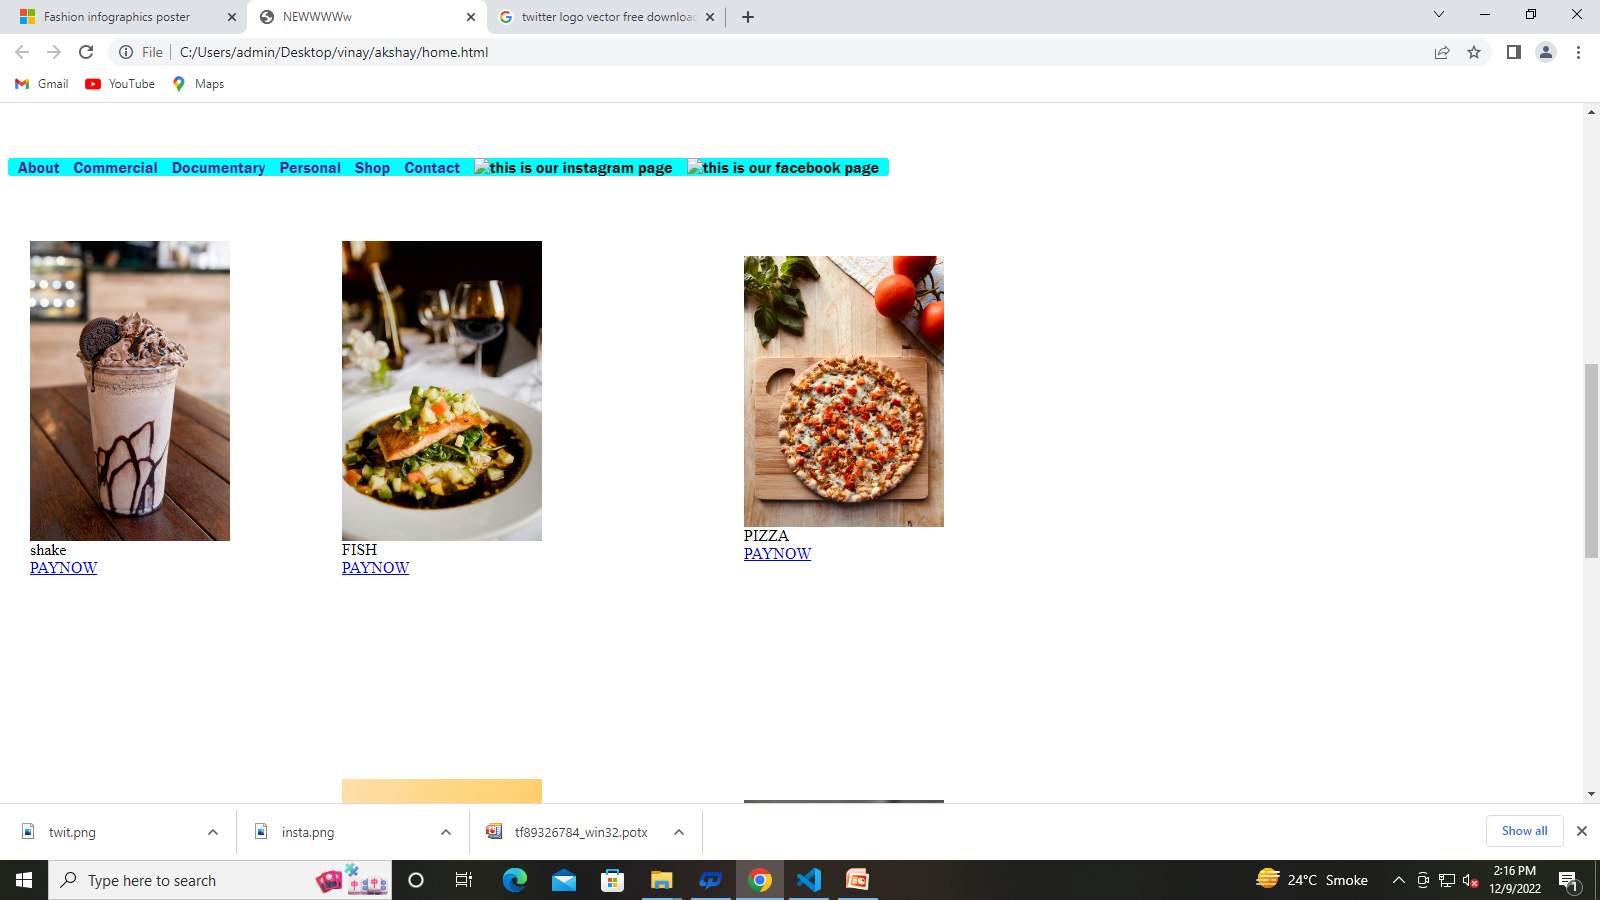 Fashion infographics poster
NEWWWWw
twitter logo vector free download
File
C:/Users/admin/Desktop/vinay/akshay/home.html
Gmail
YouTube
Maps
About Commercial Documentary Personal Shop Contact this is our instagram page this is our facebook page
shake
PAYNOW
FISH
PAYNOW
PIZZA
PAYNOW
twit.png
insta.png
tf89326784_win32.potx
Show all
Type here to search
24°C Smoke
2:16 PM
12/9/2022
1